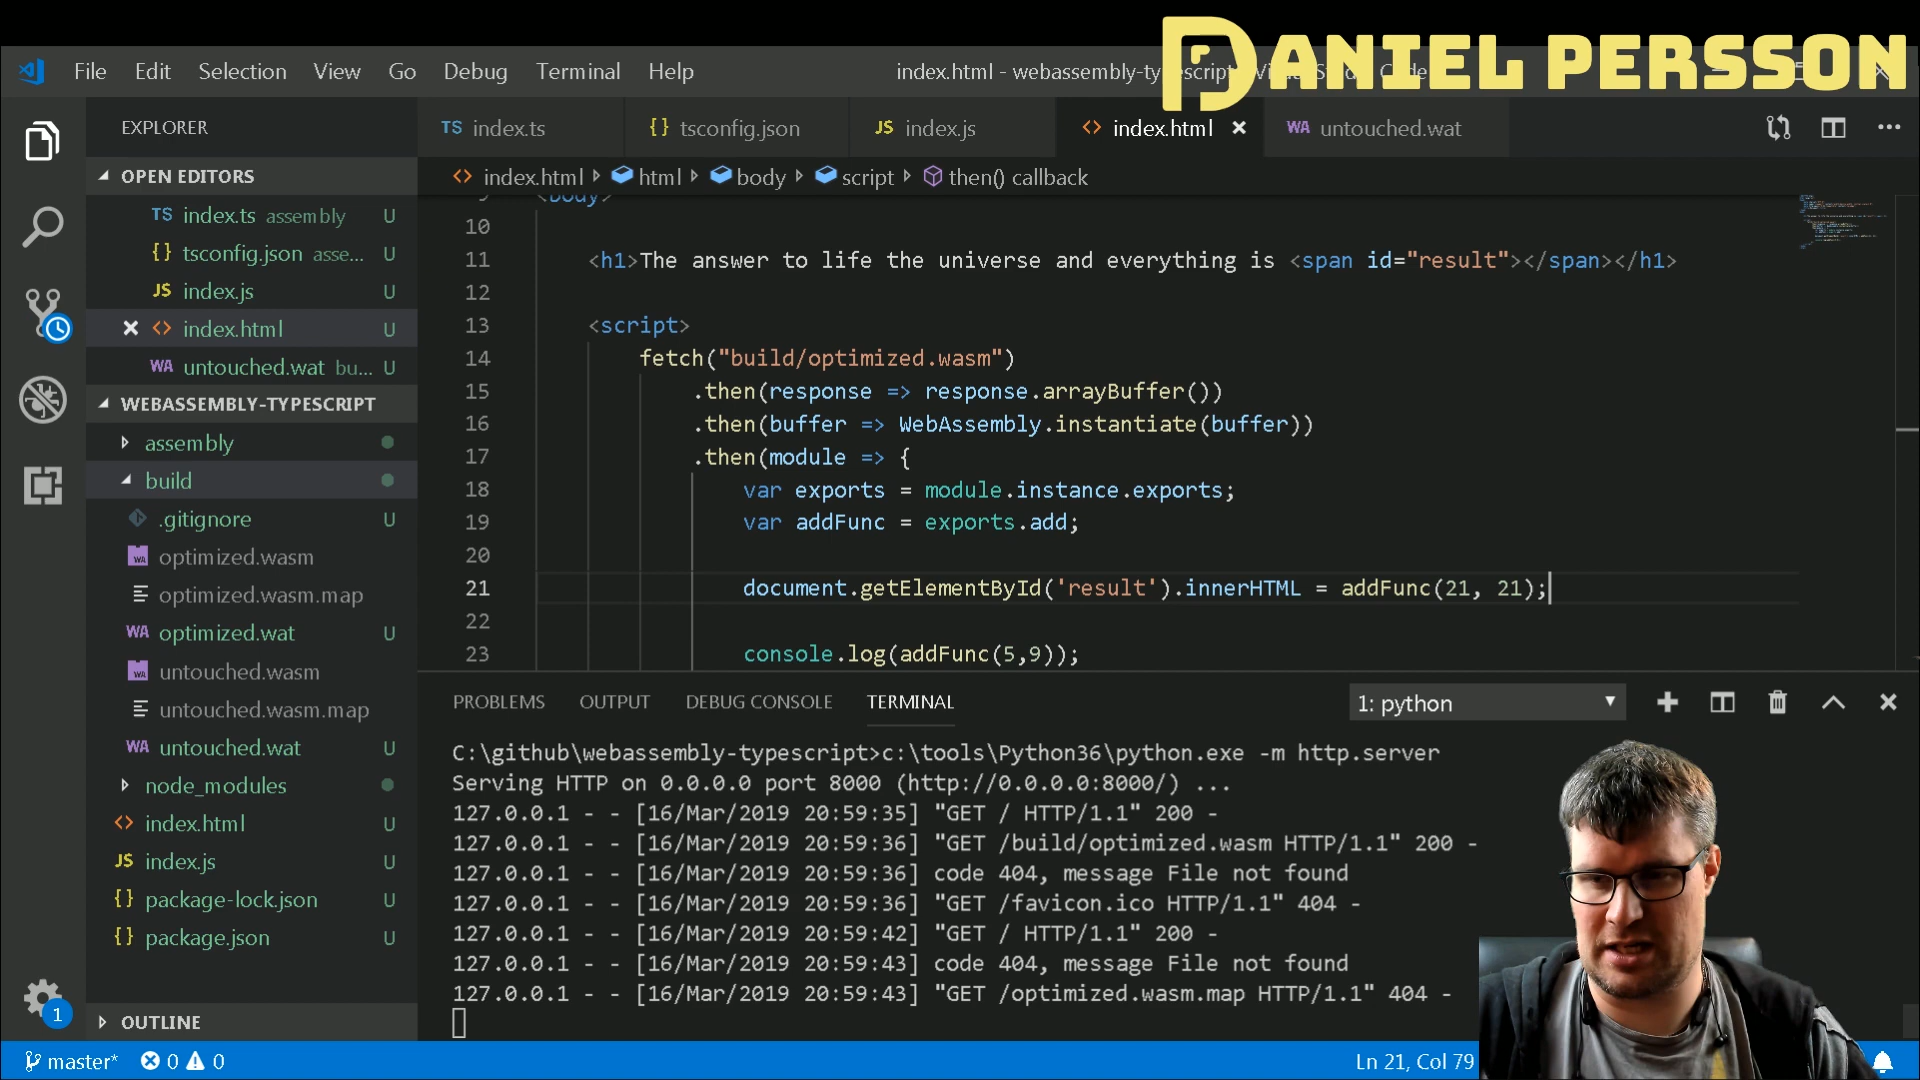 DANIEL PERSSON
File Edit Selection View Go Debug Terminal Help
index.html - webassembly-typescript
EXPLORER
TS index.ts
{} tsconfig.json
JS index.js
<> index.html ×
WA untouched.wat
OPEN EDITORS
TS index.ts assembly U
{} tsconfig.json asse... U
JS index.js U
× <> index.html U
WA untouched.wat bu... U
WEBASSEMBLY-TYPESCRIPT
assembly
build
.gitignore U
WA optimized.wasm
optimized.wasm.map
WA optimized.wat U
WA untouched.wasm
untouched.wasm.map
WA untouched.wat U
node_modules
<> index.html U
JS index.js U
{} package-lock.json U
{} package.json U
OUTLINE
<> index.html html body script then() callback
9 <body>
10
11 <h1>The answer to life the universe and everything is <span id="result"></span></h1>
12
13 <script>
14 fetch("build/optimized.wasm")
15 .then(response => response.arrayBuffer())
16 .then(buffer => WebAssembly.instantiate(buffer))
17 .then(module => {
18 var exports = module.instance.exports;
19 var addFunc = exports.add;
20
21 document.getElementById('result').innerHTML = addFunc(21, 21);
22
23 console.log(addFunc(5,9));
PROBLEMS OUTPUT DEBUG CONSOLE TERMINAL
1: python
C:\github\webassembly-typescript>c:\tools\Python36\python.exe -m http.server
Serving HTTP on 0.0.0.0 port 8000 (http://0.0.0.0:8000/) ...
127.0.0.1 - - [16/Mar/2019 20:59:35] "GET / HTTP/1.1" 200 -
127.0.0.1 - - [16/Mar/2019 20:59:36] "GET /build/optimized.wasm HTTP/1.1" 200 -
127.0.0.1 - - [16/Mar/2019 20:59:36] code 404, message File not found
127.0.0.1 - - [16/Mar/2019 20:59:36] "GET /favicon.ico HTTP/1.1" 404 -
127.0.0.1 - - [16/Mar/2019 20:59:42] "GET / HTTP/1.1" 200 -
127.0.0.1 - - [16/Mar/2019 20:59:43] code 404, message File not found
127.0.0.1 - - [16/Mar/2019 20:59:43] "GET /optimized.wasm.map HTTP/1.1" 404 -
1
master* 0 0
Ln 21, Col 79